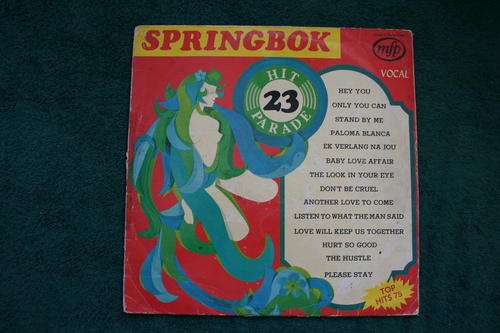 SPRINGBOK
mfp
VOCAL
HIT
23
PARADE
HEY YOU
ONLY YOU CAN
STAND BY ME
PALOMA BLANCA
EK VERLANG NA JOU
BABY LOVE AFFAIR
THE LOOK IN YOUR EYE
DON'T BE CRUEL
ANOTHER LOVE TO COME
LISTEN TO WHAT THE MAN SAID
LOVE WILL KEEP US TOGETHER
HURT SO GOOD
THE HUSTLE
PLEASE STAY
TOP
HITS 75